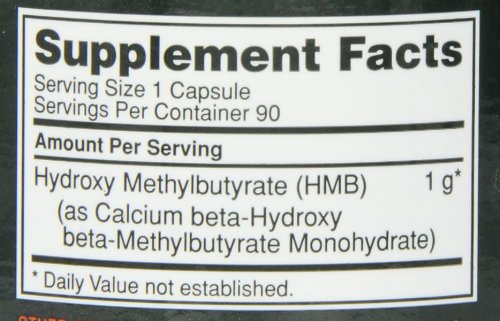 Supplement Facts
Serving Size 1 Capsule
Servings Per Container 90
Amount Per Serving
Hydroxy Methylbutyrate (HMB) 1 g*
(as Calcium beta-Hydroxy
beta-Methylbutyrate Monohydrate)
* Daily Value not established.